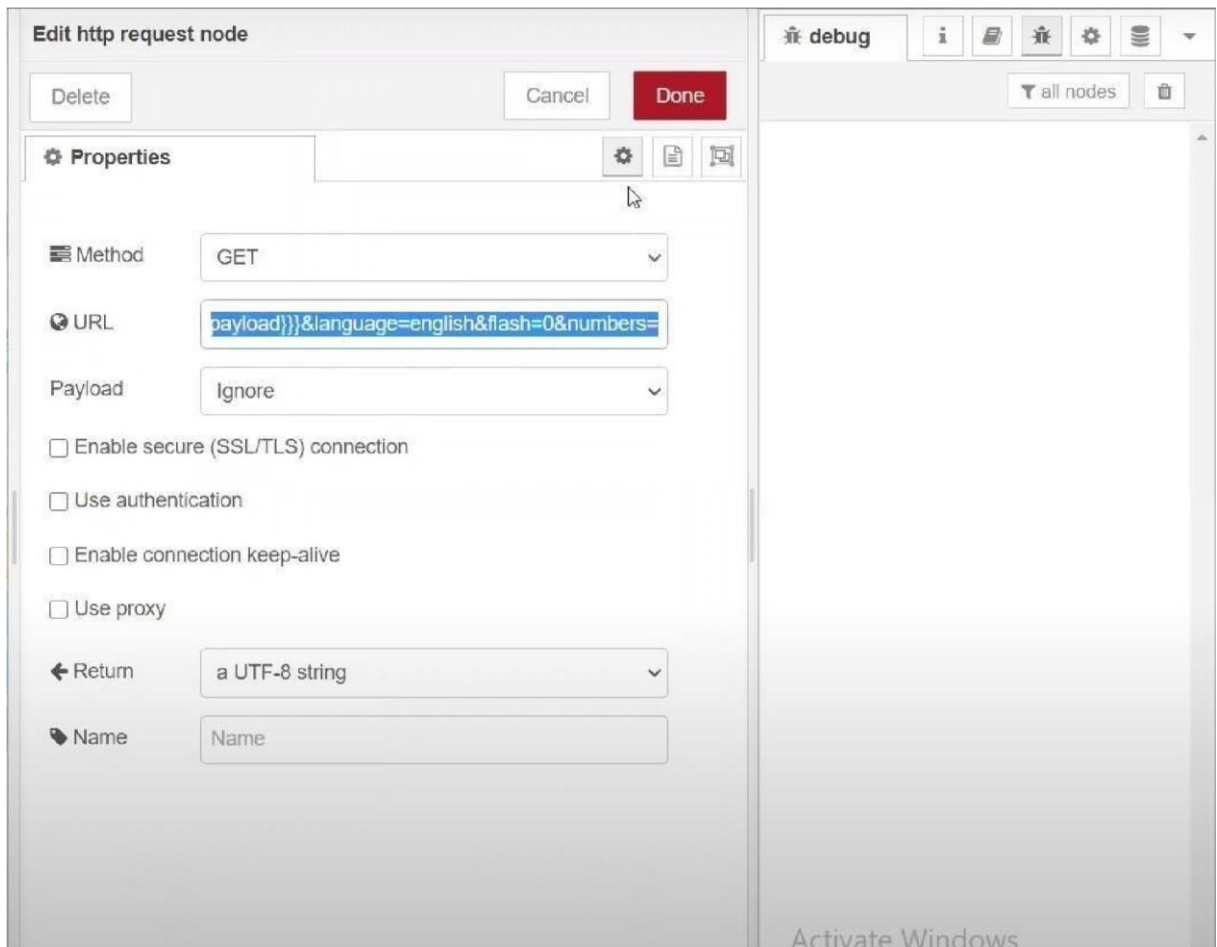 Edit http request node
debug
all nodes
Delete
Cancel
Done
Properties
Method
GET
URL
payload}}}&language=english&flash=0&numbers=
Payload
Ignore
Enable secure (SSL/TLS) connection
Use authentication
Enable connection keep-alive
Use proxy
Return
a UTF-8 string
Name
Name
Activate Windows